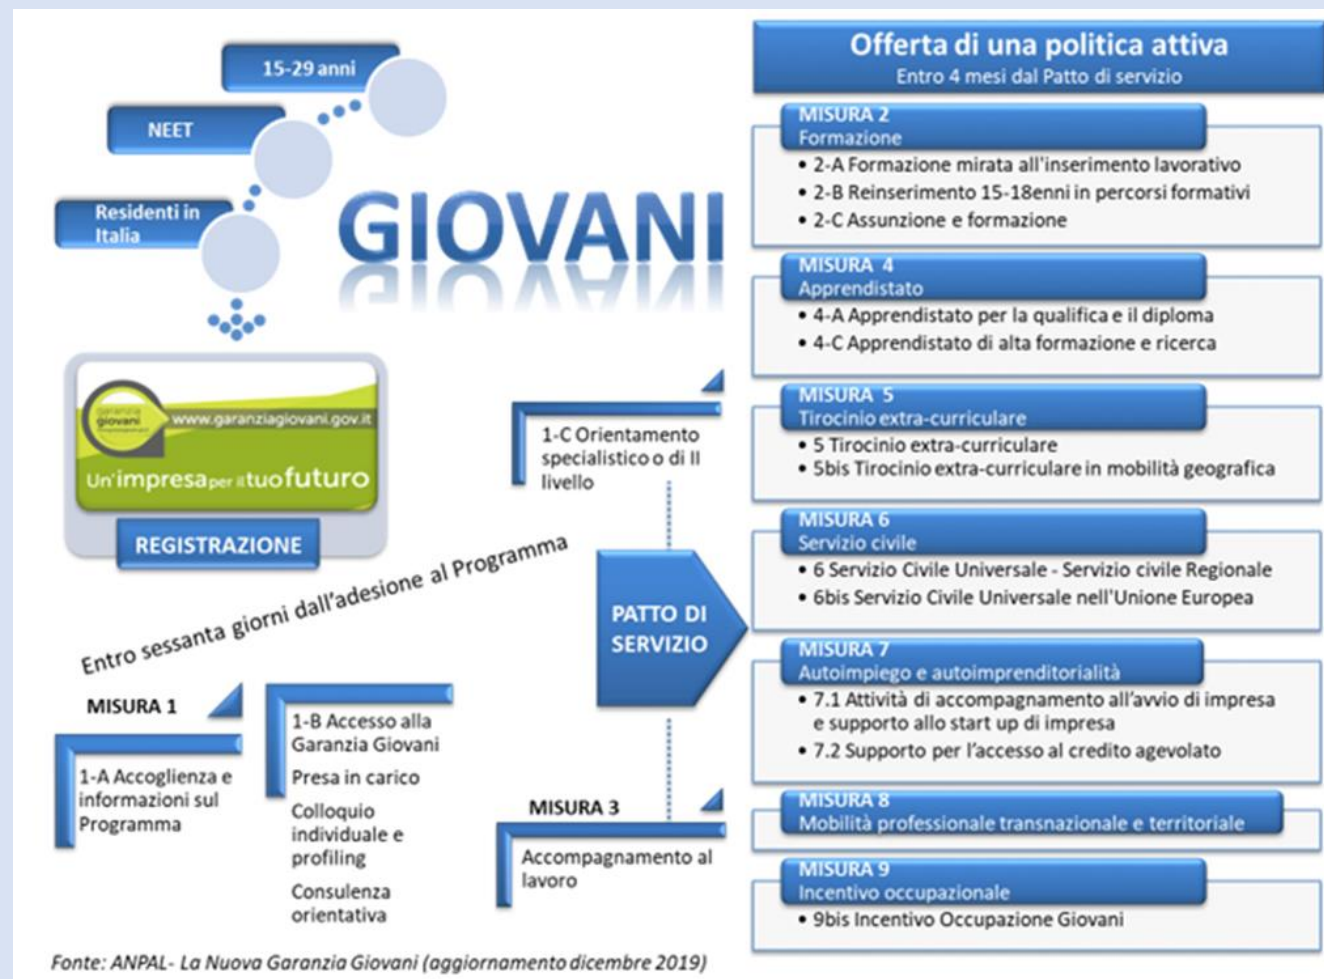 15-29 anni
NEET
Residenti in
Italia
GIOVANI
garanzia
giovani
www.garanziagiovani.gov.it
Un'impresa per il tuo futuro
REGISTRAZIONE
Entro sessanta giorni dall'adesione al Programma
MISURA 1
1-A Accoglienza e
informazioni sul
Programma
1-B Accesso alla
Garanzia Giovani
Presa in carico
Colloquio
individuale e
profiling
Consulenza
orientativa
1-C Orientamento
specialistico o di II
livello
PATTO DI
SERVIZIO
MISURA 3
Accompagnamento al
lavoro
Offerta di una politica attiva
Entro 4 mesi dal Patto di servizio
MISURA 2
Formazione
• 2-A Formazione mirata all'inserimento lavorativo
• 2-B Reinserimento 15-18enni in percorsi formativi
• 2-C Assunzione e formazione
MISURA 4
Apprendistato
• 4-A Apprendistato per la qualifica e il diploma
• 4-C Apprendistato di alta formazione e ricerca
MISURA 5
Tirocinio extra-curriculare
• 5 Tirocinio extra-curriculare
• 5bis Tirocinio extra-curriculare in mobilità geografica
MISURA 6
Servizio civile
• 6 Servizio Civile Universale - Servizio civile Regionale
• 6bis Servizio Civile Universale nell'Unione Europea
MISURA 7
Autoimpiego e autoimprenditorialità
• 7.1 Attività di accompagnamento all'avvio di impresa
e supporto allo start up di impresa
• 7.2 Supporto per l'accesso al credito agevolato
MISURA 8
Mobilità professionale transnazionale e territoriale
MISURA 9
Incentivo occupazionale
• 9bis Incentivo Occupazione Giovani
Fonte: ANPAL- La Nuova Garanzia Giovani (aggiornamento dicembre 2019)